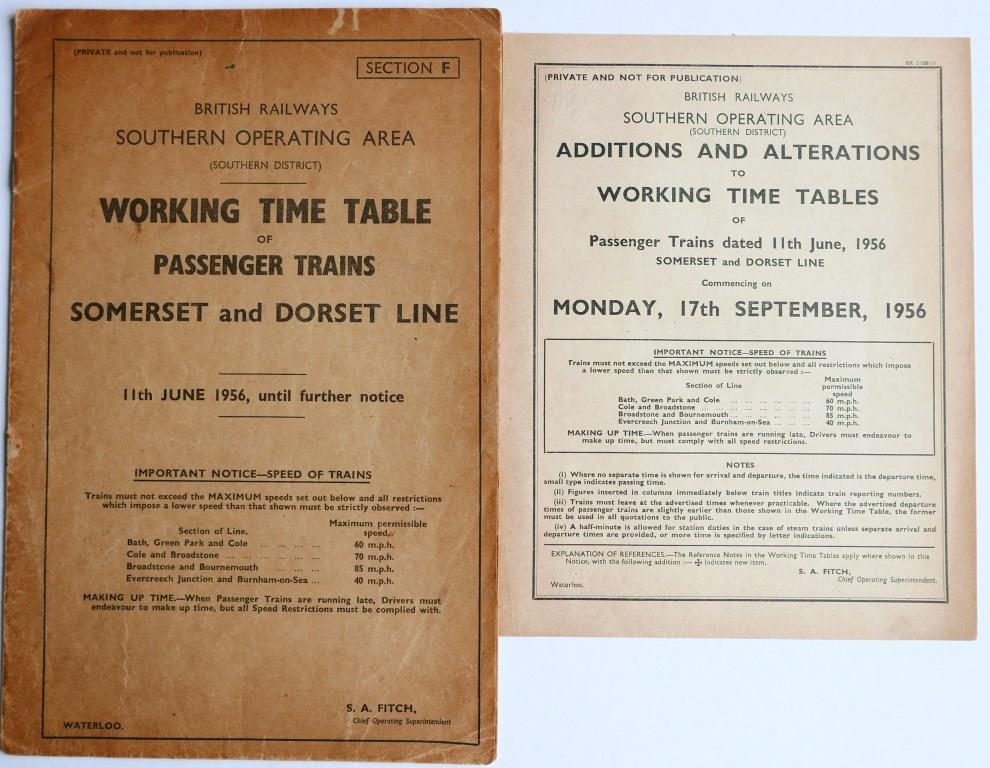 (PRIVATE and not for publication)
SECTION F
BRITISH RAILWAYS
SOUTHERN OPERATING AREA
(SOUTHERN DISTRICT)
WORKING TIME TABLE
OF
PASSENGER TRAINS
SOMERSET and DORSET LINE
11th JUNE 1956, until further notice
IMPORTANT NOTICE—SPEED OF TRAINS
Trains must not exceed the MAXIMUM speeds set out below and all restrictions
which impose a lower speed than that shown must be strictly observed :—
Maximum permissible
Section of Line. speed.
Bath, Green Park and Cole ... ... ... ... 60 m.p.h.
Cole and Broadstone ... ... ... ... ... ... 70 m.p.h.
Broadstone and Bournemouth ... ... ... 85 m.p.h.
Evercreech Junction and Burnham-on-Sea ... 40 m.p.h.
MAKING UP TIME.—When Passenger Trains are running late, Drivers must
endeavour to make up time, but all Speed Restrictions must be complied with.
S. A. FITCH,
Chief Operating Superintendent
WATERLOO.
(PRIVATE AND NOT FOR PUBLICATION)
BRITISH RAILWAYS
SOUTHERN OPERATING AREA
(SOUTHERN DISTRICT)
ADDITIONS AND ALTERATIONS
TO
WORKING TIME TABLES
OF
Passenger Trains dated 11th June, 1956
SOMERSET and DORSET LINE
Commencing on
MONDAY, 17th SEPTEMBER, 1956
IMPORTANT NOTICE—SPEED OF TRAINS
Trains must not exceed the MAXIMUM speeds set out below and all restrictions which impose
a lower speed than that shown must be strictly observed :—
Maximum
Section of Line permissible
speed
Bath, Green Park and Cole ... ... ... ... ... 60 m.p.h.
Cole and Broadstone ... ... ... ... ... ... ... 70 m.p.h.
Broadstone and Bournemouth ... ... ... ... ... 85 m.p.h.
Evercreech Junction and Burnham-on-Sea ... ... ... 40 m.p.h.
MAKING UP TIME.—When passenger trains are running late, Drivers must endeavour to
make up time, but must comply with all speed restrictions.
NOTES
(i) Where no separate time is shown for arrival and departure, the time indicated is the departure time,
small type indicates passing time.
(ii) Figures inserted in columns immediately below train titles indicate train reporting numbers.
(iii) Trains must leave at the advertised times whenever practicable. Where the advertised departure
times of passenger trains are slightly earlier than those shown in the Working Time Table, the former
must be used in all quotations to the public.
(iv) A half-minute is allowed for station duties in the case of steam trains unless separate arrival and
departure times are provided, or more time is specified by letter indications.
EXPLANATION OF REFERENCES.—The Reference Notes in the Working Time Tables apply where shown in this
Notice, with the following addition :— ✠ Indicates new item.
S. A. FITCH,
Chief Operating Superintendent.
Waterloo.